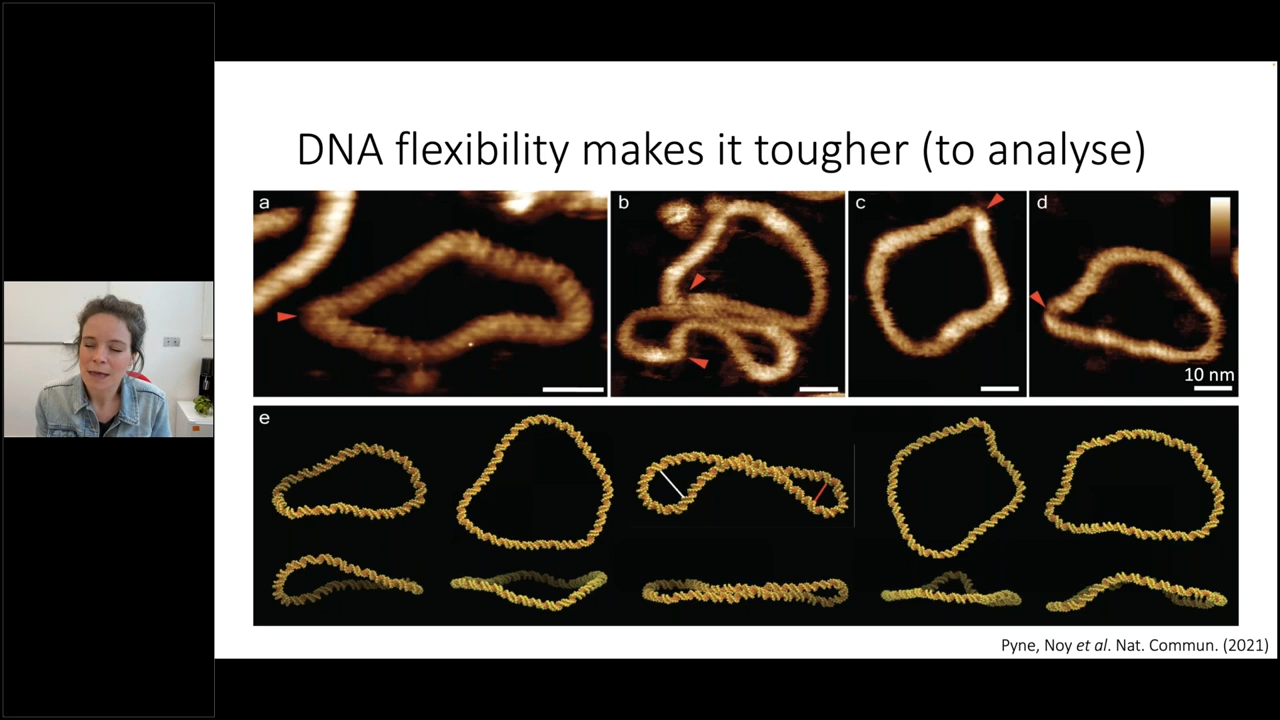 DNA flexibility makes it tougher (to analyse)
a
b
c
d
10 nm
e
Pyne, Noy et al. Nat. Commun. (2021)